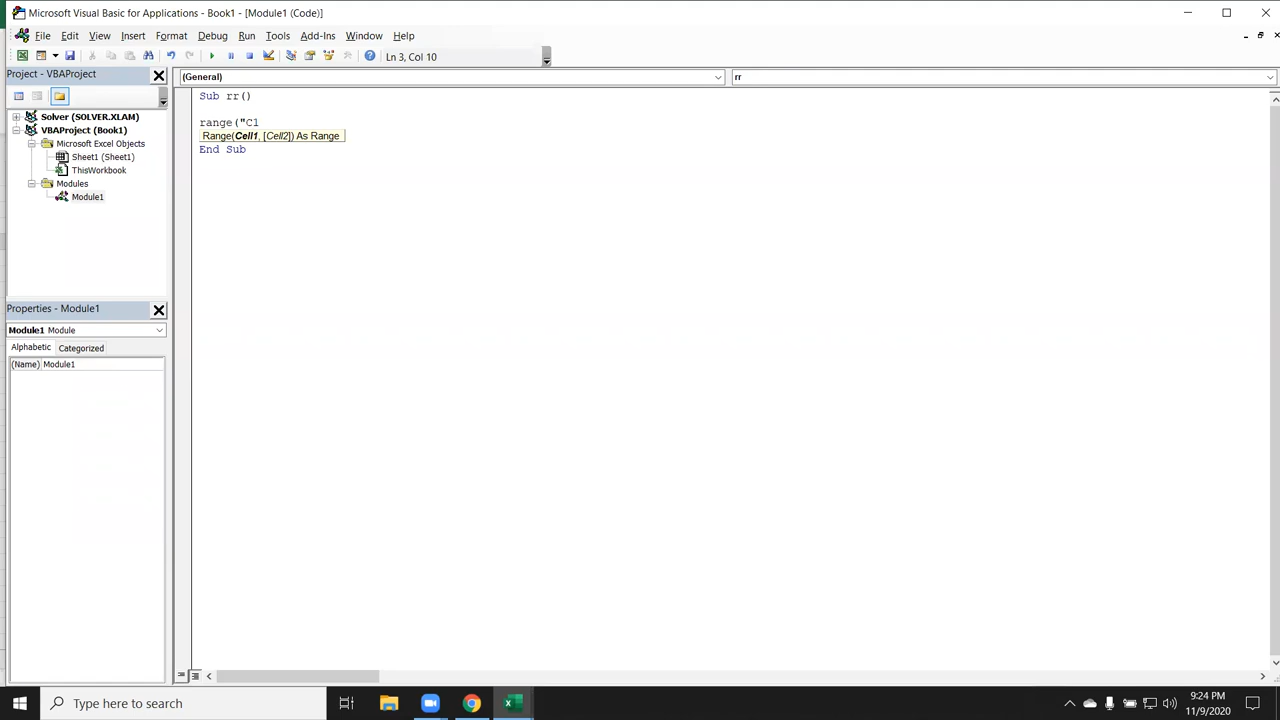 Microsoft Visual Basic for Applications - Book1 - [Module1 (Code)]
File Edit View Insert Format Debug Run Tools Add-Ins Window Help
Ln 3, Col 10
Project - VBAProject
(General)
rr
Solver (SOLVER.XLAM)
VBAProject (Book1)
Microsoft Excel Objects
Sheet1 (Sheet1)
ThisWorkbook
Modules
Module1
Sub rr()
range("C1
Range(Cell1, [Cell2]) As Range
End Sub
Properties - Module1
Module1 Module
Alphabetic Categorized
(Name) Module1
Type here to search
9:24 PM
11/9/2020